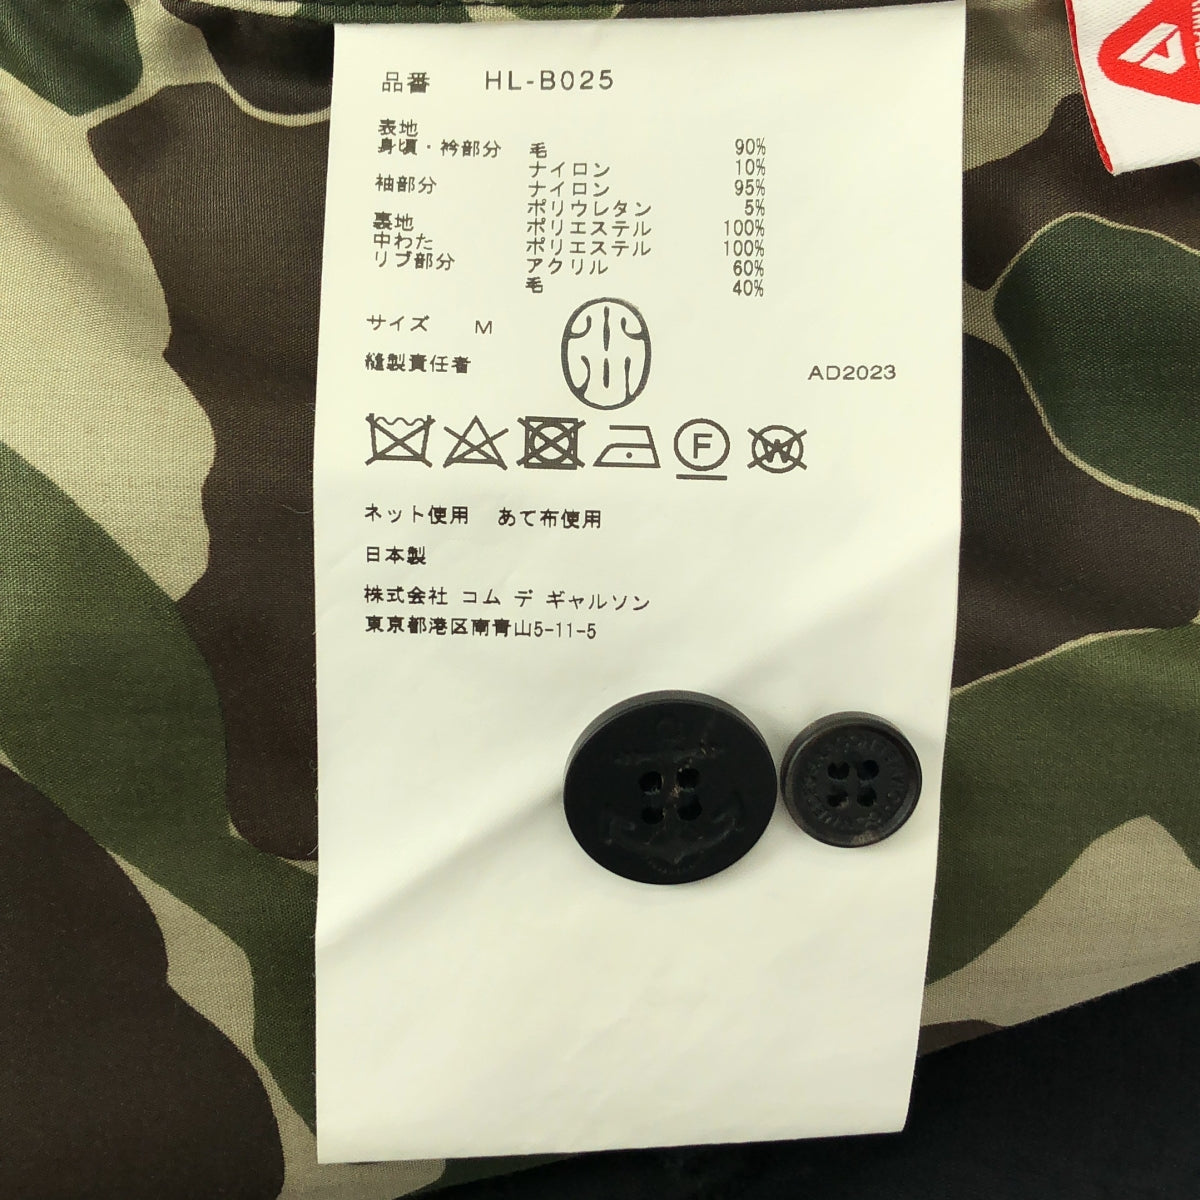 品番 HL-B025
表地
身頃・衿部分 毛 90%
ナイロン 10%
袖部分 ナイロン 95%
ポリウレタン 5%
裏地 ポリエステル 100%
中わた ポリエステル 100%
リブ部分 アクリル 60%
毛 40%
サイズ M
縫製責任者 AD2023
F
W
ネット使用 あて布使用
日本製
株式会社 コム デ ギャルソン
東京都港区南青山5-11-5